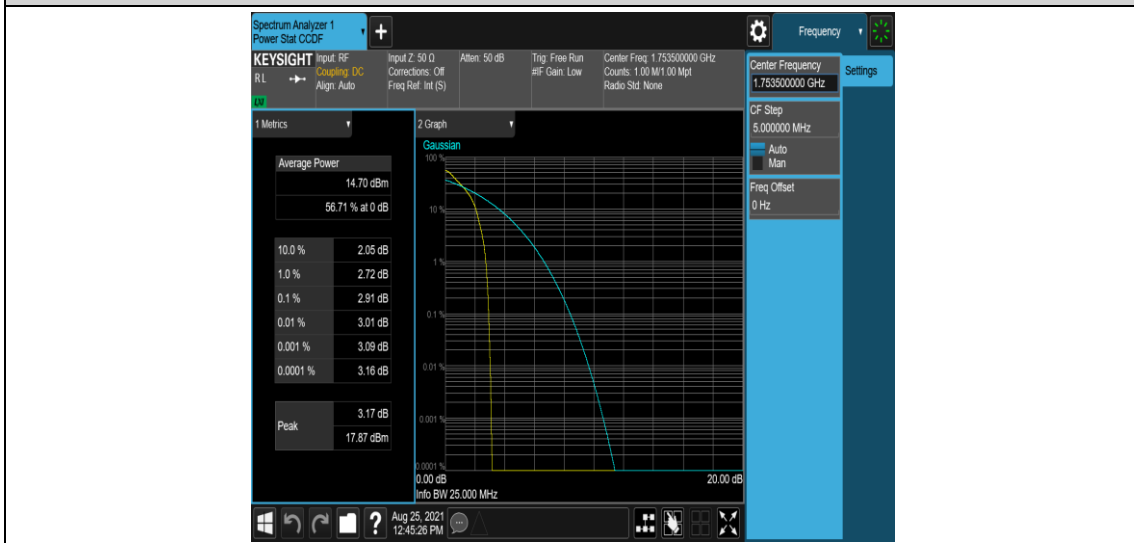 Spectrum Analyzer 1
Power Stat CCDF
Frequency
KEYSIGHT
RL
Input: RF
Coupling: DC
Align: Auto
Input Z: 50 Ω
Corrections: Off
Freq Ref: Int (S)
Atten: 50 dB
Trig: Free Run
#IF Gain: Low
Center Freq: 1.753500000 GHz
Counts: 1.00 M/1.00 Mpt
Radio Std: None
Center Frequency
1.753500000 GHz
Settings
CF Step
5.000000 MHz
Auto
Man
Freq Offset
0 Hz
1 Metrics
Average Power
14.70 dBm
56.71 % at 0 dB
10.0 % 2.05 dB
1.0 % 2.72 dB
0.1 % 2.91 dB
0.01 % 3.01 dB
0.001 % 3.09 dB
0.0001 % 3.16 dB
Peak
3.17 dB
17.87 dBm
2 Graph
Gaussian
100 %
10 %
1 %
0.1 %
0.01 %
0.001 %
0.0001 %
0.00 dB 20.00 dB
Info BW 25.000 MHz
Aug 25, 2021
12:45:26 PM